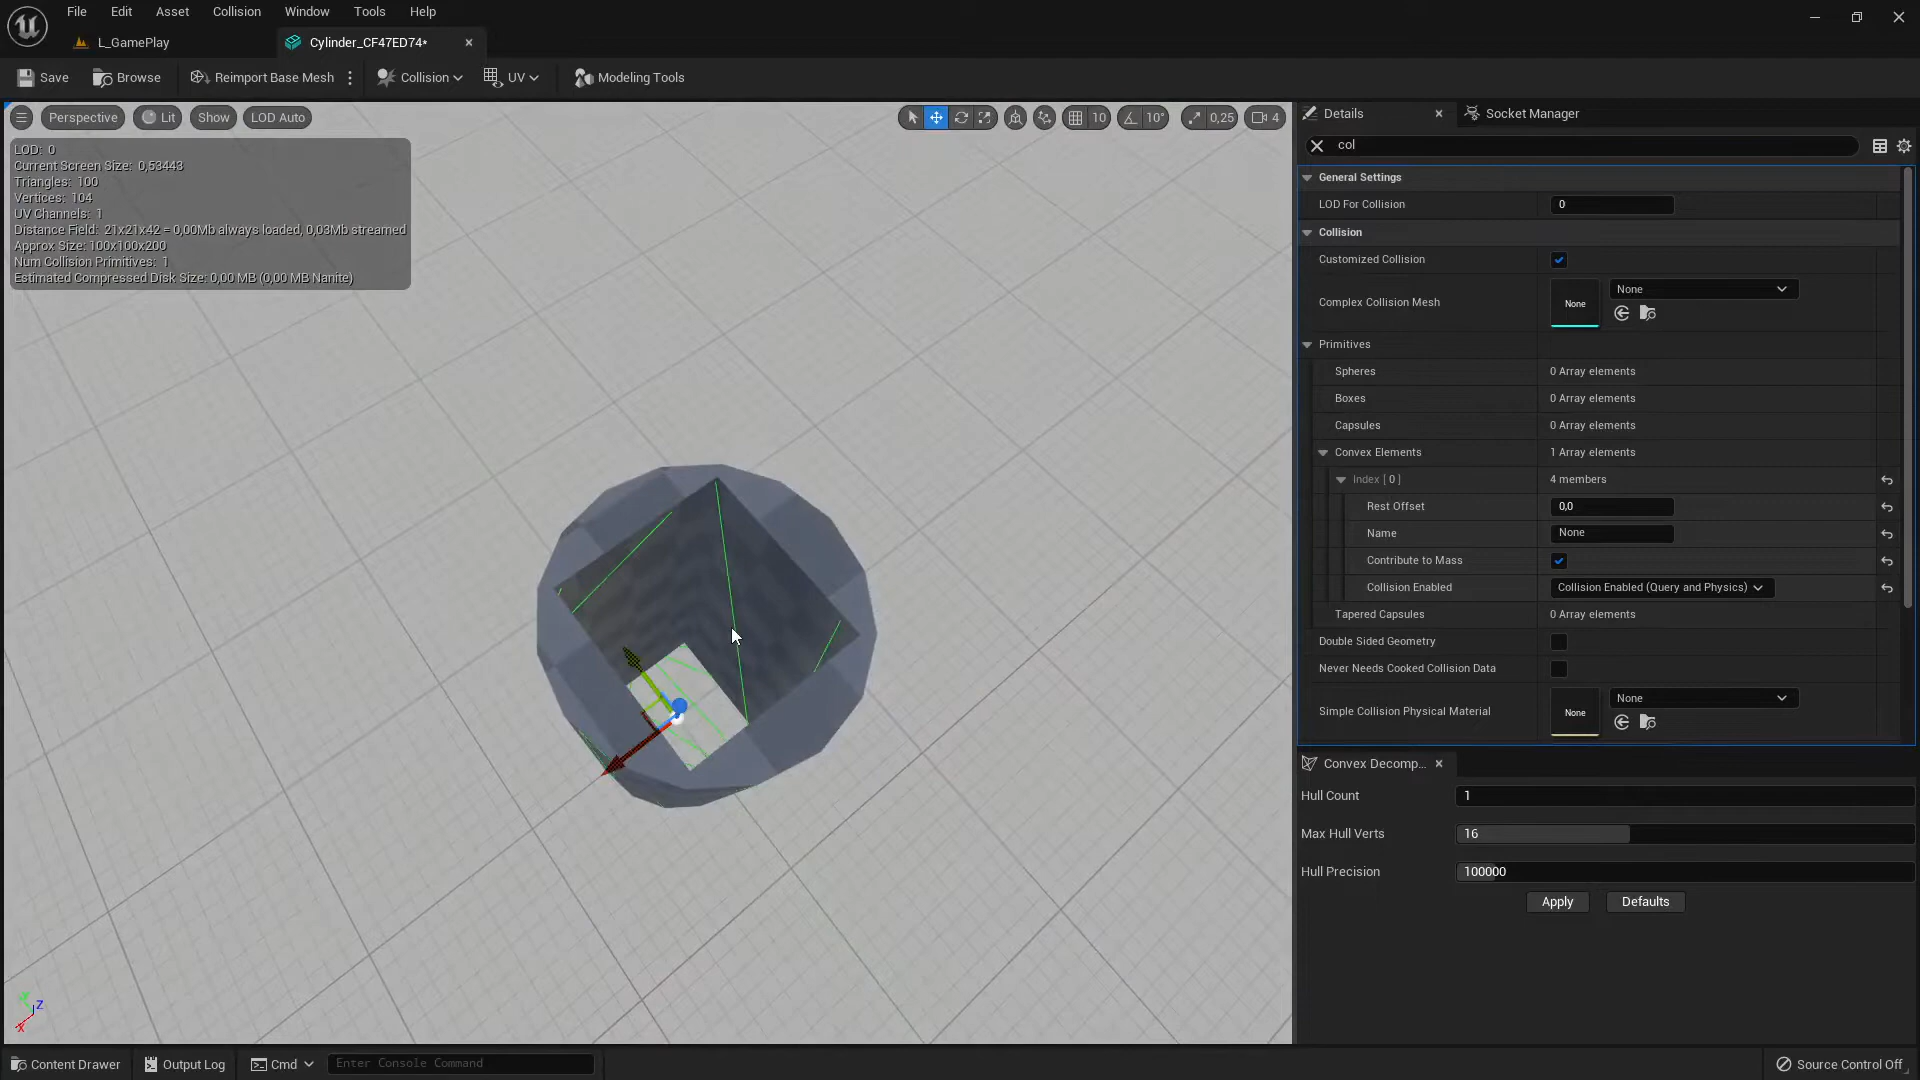 File Edit Asset Collision Window Tools Help
L_GamePlay
Cylinder_CF47ED74*
Save Browse Reimport Base Mesh Collision UV Modeling Tools
Perspective Lit Show LOD Auto
10 10° 0,25 4
LOD: 0
Current Screen Size: 0,53443
Triangles: 100
Vertices: 104
UV Channels: 1
Distance Field: 21x21x42 = 0,00Mb always loaded, 0,03Mb streamed
Approx Size: 100x100x200
Num Collision Primitives: 1
Estimated Compressed Disk Size: 0,00 MB (0,00 MB Nanite)
Z
X
Details
Socket Manager
col
General Settings
LOD For Collision 0
Collision
Customized Collision
Complex Collision Mesh None None
Primitives
Spheres 0 Array elements
Boxes 0 Array elements
Capsules 0 Array elements
Convex Elements 1 Array elements
Index [ 0 ] 4 members
Rest Offset 0,0
Name None
Contribute to Mass
Collision Enabled Collision Enabled (Query and Physics)
Tapered Capsules 0 Array elements
Double Sided Geometry
Never Needs Cooked Collision Data
Simple Collision Physical Material None None
Convex Decomp...
Hull Count 1
Max Hull Verts 16
Hull Precision 100000
Apply Defaults
Content Drawer Output Log Cmd Enter Console Command
Source Control Off